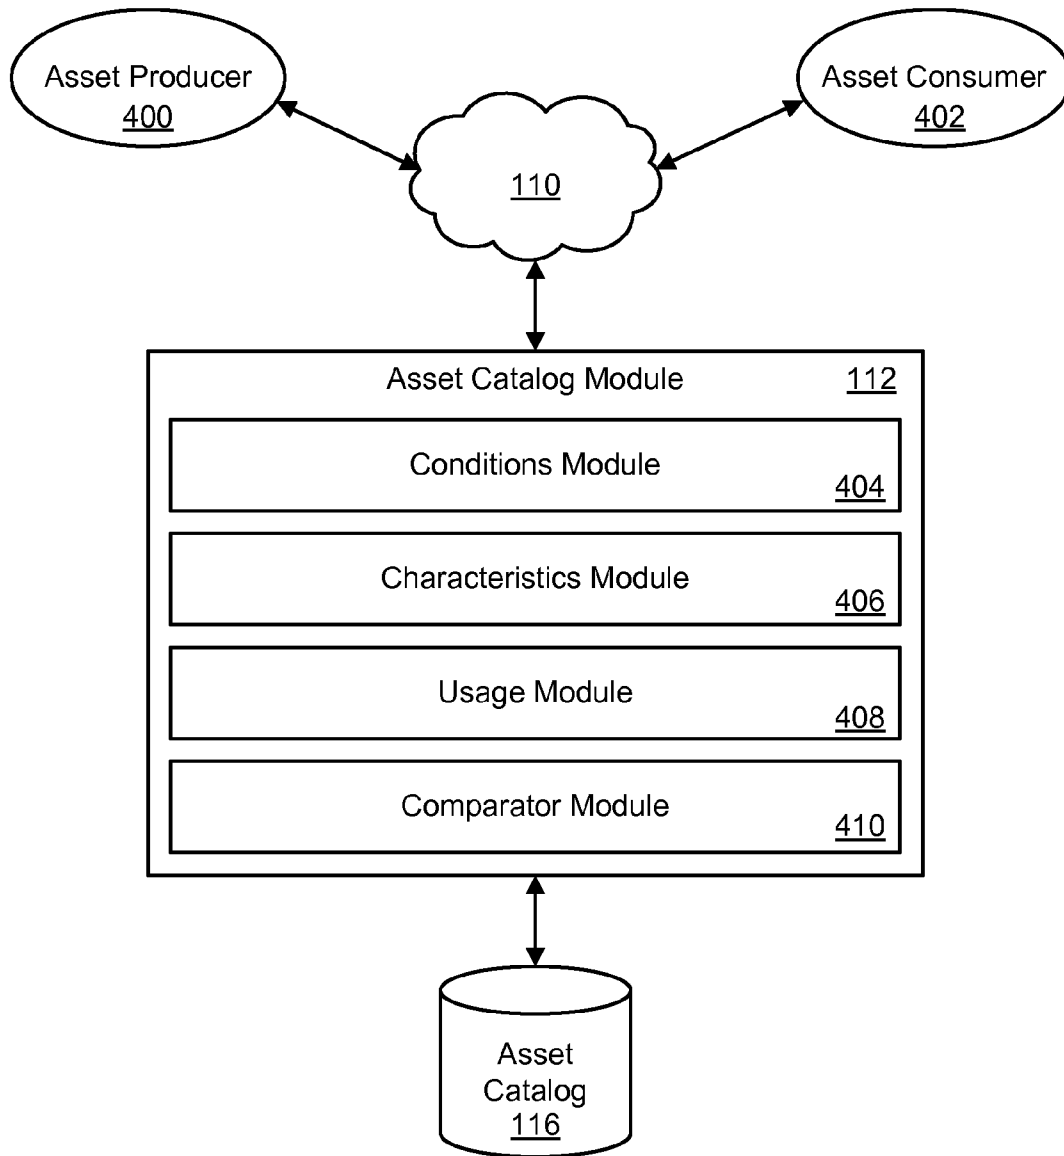 Asset Producer
400
Asset Consumer
402
110
Asset Catalog Module
112
Conditions Module
404
Characteristics Module
406
Usage Module
408
Comparator Module
410
Asset
Catalog
116